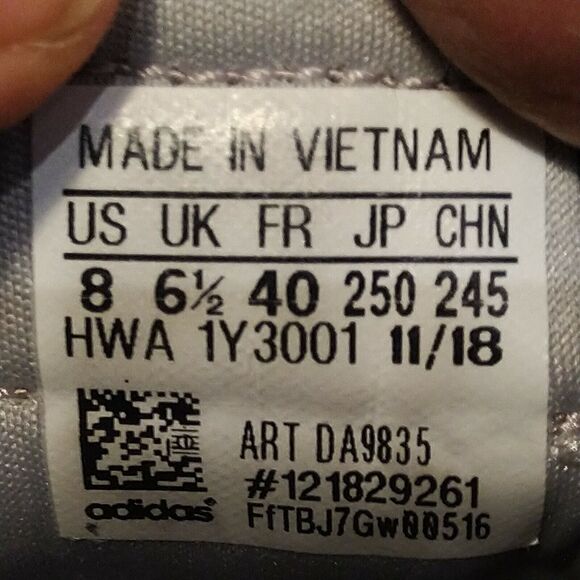 MADE IN VIETNAM
US UK FR JP CHN
8 6½ 40 250 245
HWA 1Y3001 11/18
ART DA9835
#121829261
adidas FfTBJ7Gw00516